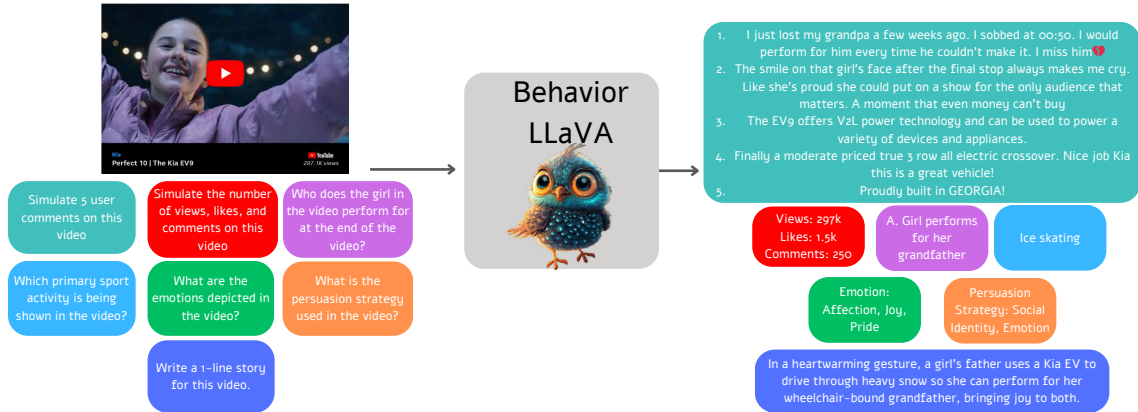 Kia
Perfect 10 | The Kia EV9
YouTube
297.1K views
Simulate 5 user
comments on this
video
Simulate the number
of views, likes, and
comments on this
video
Who does the girl in
the video perform for
at the end of the
video?
Which primary sport
activity is being
shown in the video?
What are the
emotions depicted in
the video?
What is the
persuasion strategy
used in the video?
Write a 1-line story
for this video.
Behavior
LLaVA
1. I just lost my grandpa a few weeks ago. I sobbed at 00:50. I would
perform for him every time he couldn't make it. I miss him💔
2. The smile on that girl's face after the final stop always makes me cry.
Like she's proud she could put on a show for the only audience that
matters. A moment that even money can't buy
3. The EV9 offers V2L power technology and can be used to power a
variety of devices and appliances.
4. Finally a moderate priced true 3 row all electric crossover. Nice job Kia
this is a great vehicle!
5. Proudly built in GEORGIA!
Views: 297k
Likes: 1.5k
Comments: 250
A. Girl performs
for her
grandfather
Ice skating
Emotion:
Affection, Joy,
Pride
Persuasion
Strategy: Social
Identity, Emotion
In a heartwarming gesture, a girl's father uses a Kia EV to
drive through heavy snow so she can perform for her
wheelchair-bound grandfather, bringing joy to both.